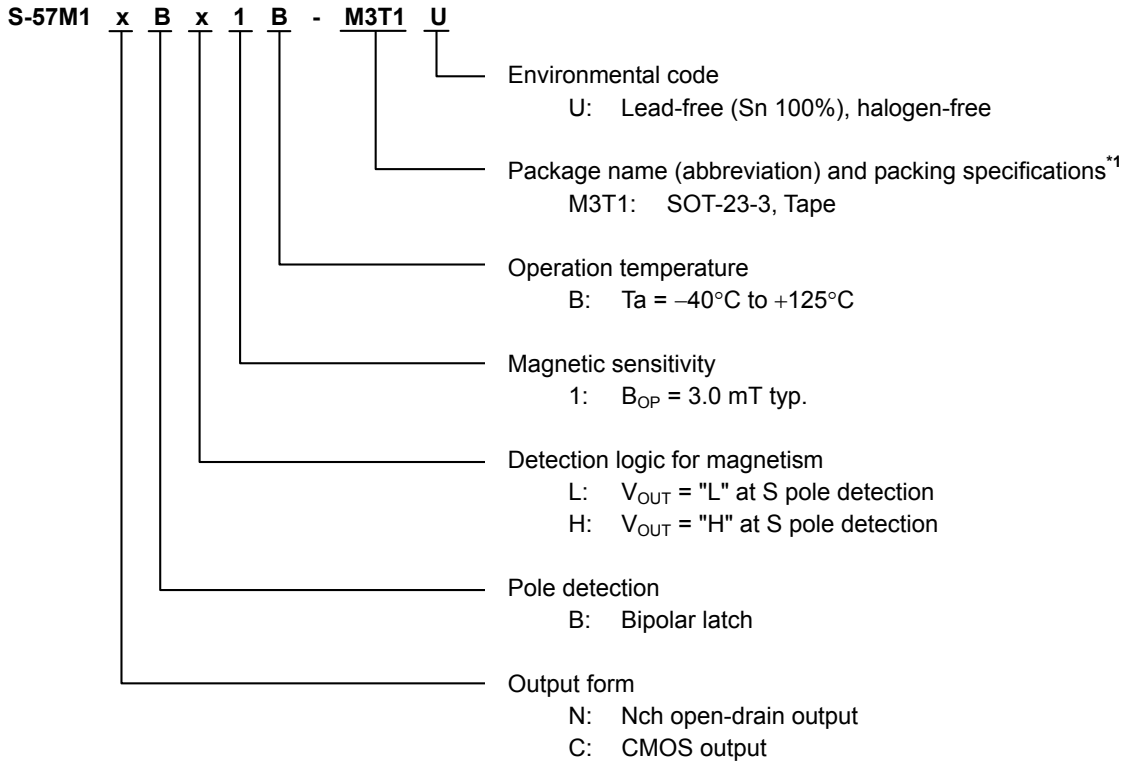 S-57M1 x B x 1 B - M3T1 U
Environmental code
U: Lead-free (Sn 100%), halogen-free
Package name (abbreviation) and packing specifications*1
M3T1: SOT-23-3, Tape
Operation temperature
B: Ta = −40°C to +125°C
Magnetic sensitivity
1: BOP = 3.0 mT typ.
Detection logic for magnetism
L: VOUT = "L" at S pole detection
H: VOUT = "H" at S pole detection
Pole detection
B: Bipolar latch
Output form
N: Nch open-drain output
C: CMOS output